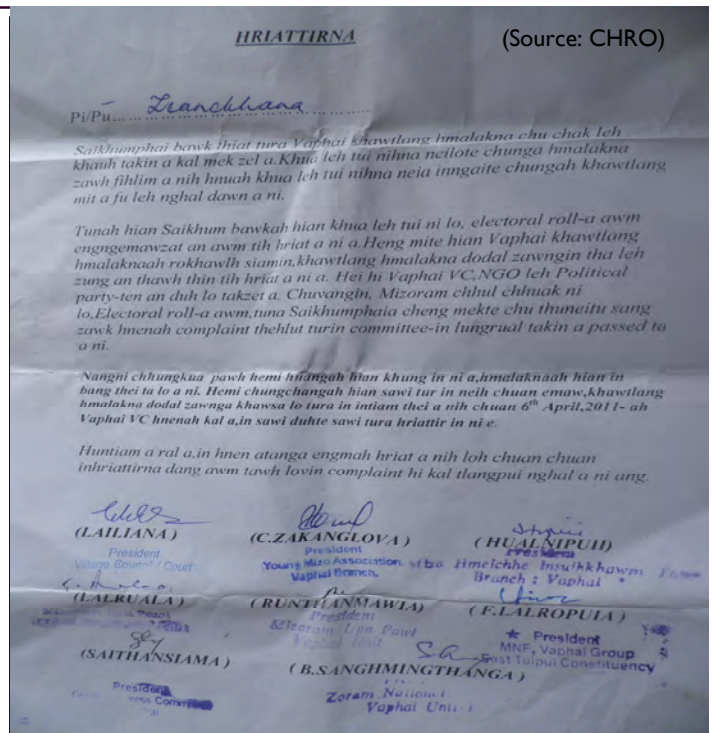 HRIATTIRNA
(Source: CHRO)
Pi/Pu
Saikhumphai bawk thiat tura Vaphai khawtlang hmalakna chu chak leh
khauh takin a kal mek zel a.Khua leh tui nihna neilote chunga hmalakna
zawh fihlim a nih hnuah khua leh tui nihna neia inngaite chungah khawtlang
mit a fu leh nghal dawn a ni.
Tunah hian Saikhum bawkah hian khua leh tui ni lo, electoral roll-a awm
engngemawzat an awm tih hriat a ni a.Heng mite hian Vaphai khawtlang
hmalaknaah rokhawlh siamin,khawtlang hmalakna dodal zawngin tha leh
zung an thawh thin tih hriat a ni a. Hei hi Vaphai VC,NGO leh Political
party-ten an duh lo takzet a. Chuvangin, Mizoram chhul chhuak ni
lo,Electoral roll-a awm,tuna Saikhumphaia cheng mekte chu thuneitu sang
zawk hnenah complaint thehlut turin committee-in lungrual takin a passed ta
a ni.
Nangni chhungkua pawh hemi huangah hian khung in ni a,hmalaknaah hian in
bang thei ta lo a ni. Hemi chungchangah hian sawi tur in neih chuan emaw,khawtlang
hmalakna dodal zawnga khawsa lo tura in intiam thei a nih chuan 6th April,2011- ah
Vaphai VC hnenah kal a,in sawi duhte sawi tura hriattir in ni e.
Huntiam a ral a,in hnen atanga engmah hriat a nih loh chuan chuan
inhriattirna dang awm tawh lovin complaint hi kal tlangpui nghal a ni ang.
(LAILIANA) (C.ZAKANGLOVA) (HUALNIPUII)
President President President
Village Council / Court Young Mizo Association. Mizo Hmeichhe Insuihkhawm
Vaphai Branch. Branch : Vaphai
(LALRUALA) (RUNTHANMAWIA) (F.LALROPUIA)
President President
Mizoram Upa Pawl MNF, Vaphai Group
Vaphai Unit East Tuipui Constituency
(SAITHANSIAMA) (B.SANGHMINGTHANGA)
President
Zoram National
Vaphai Unit